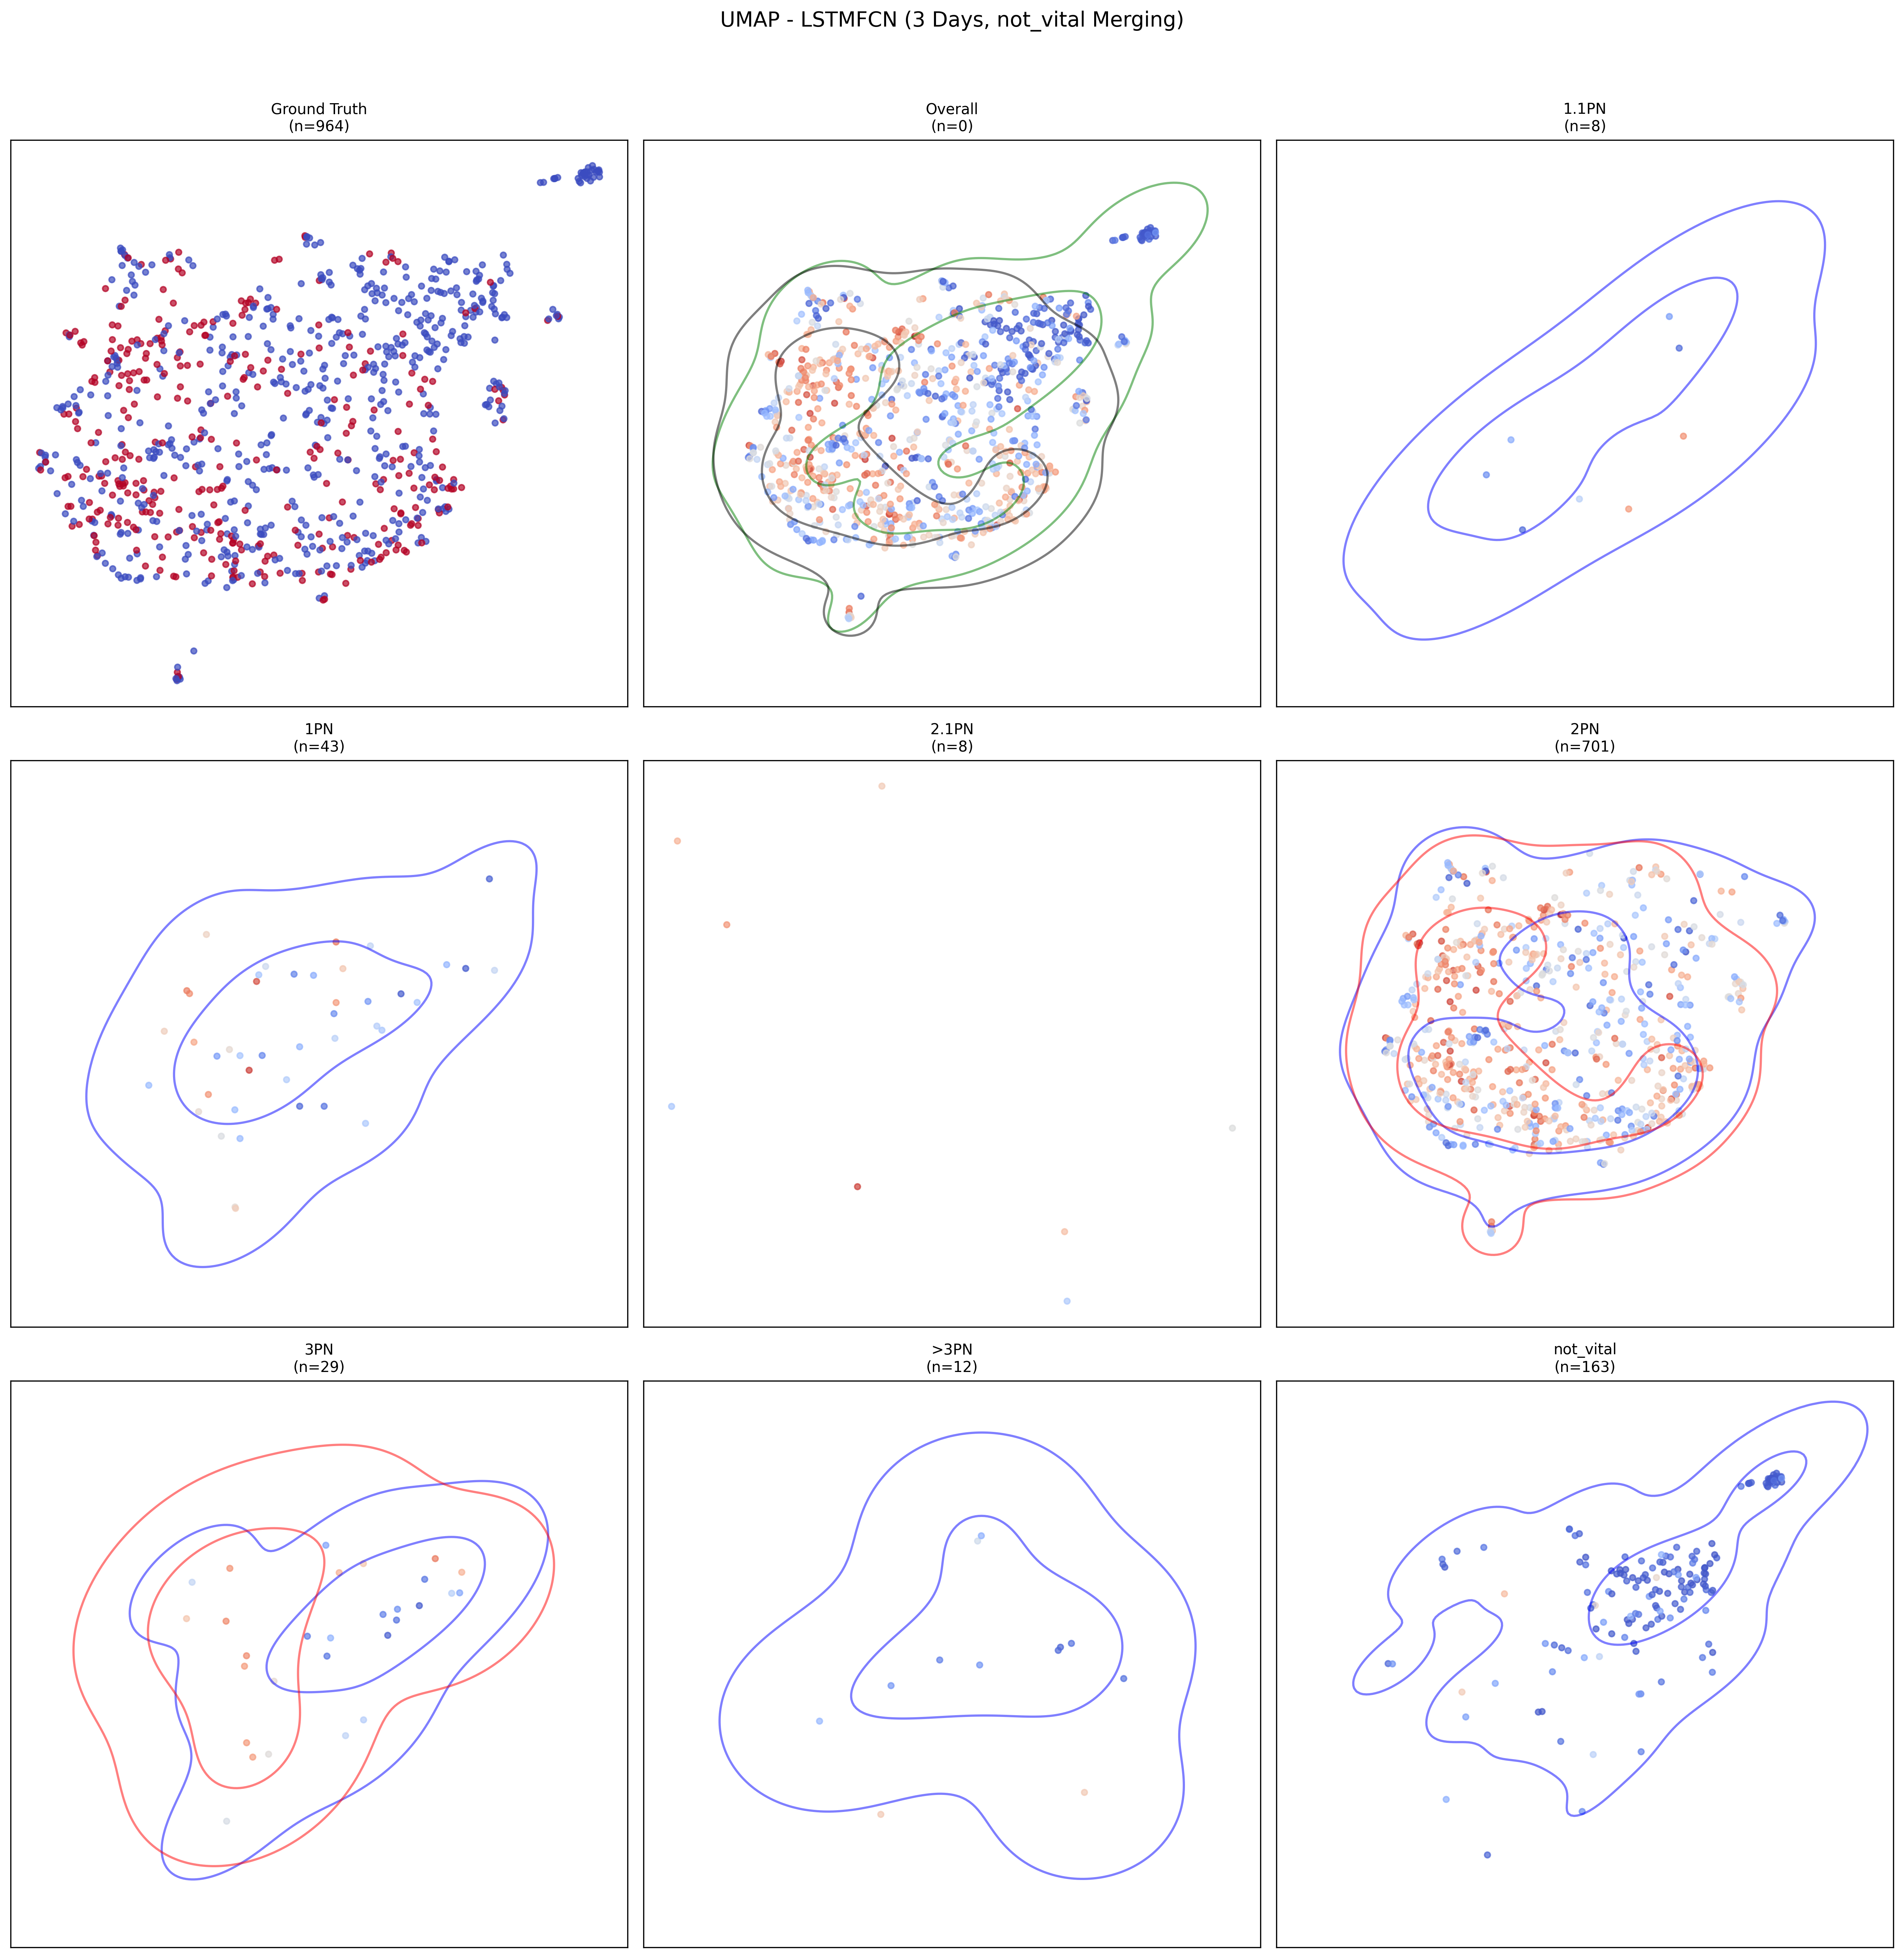 UMAP - LSTMFCN (3 Days, not_vital Merging)
Ground Truth
(n=964)
Overall
(n=0)
1.1PN
(n=8)
1PN
(n=43)
2.1PN
(n=8)
2PN
(n=701)
3PN
(n=29)
>3PN
(n=12)
not_vital
(n=163)